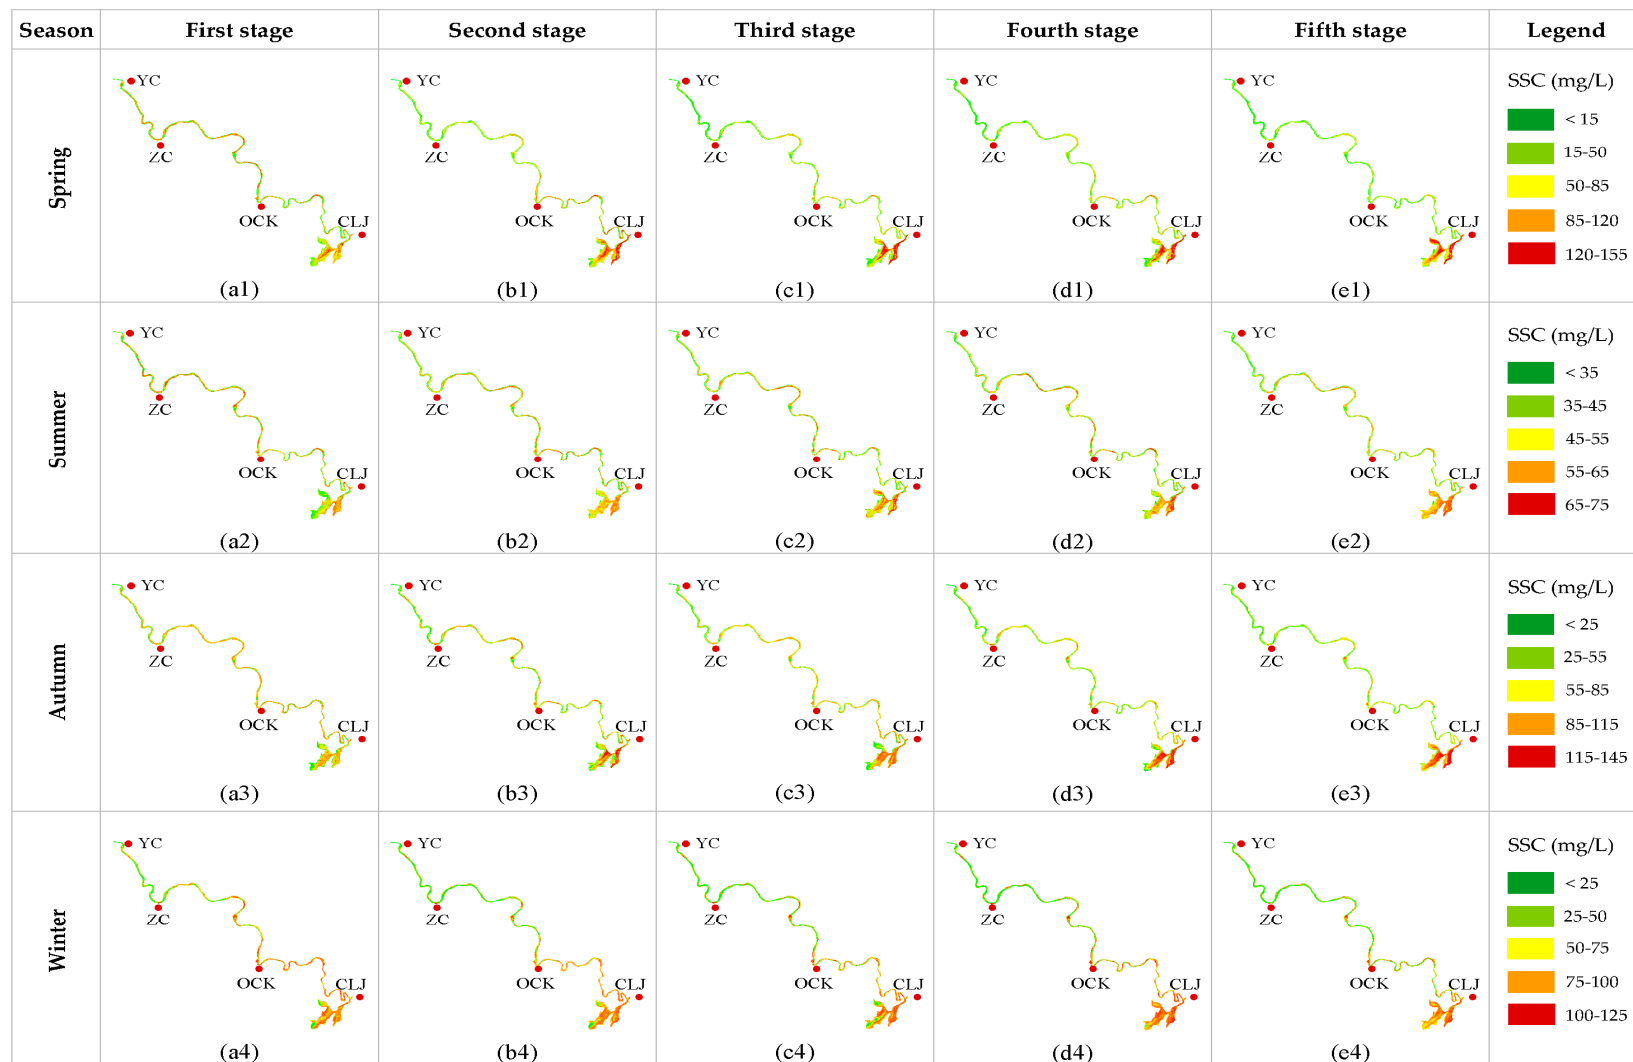 Season First stage Second stage Third stage Fourth stage Fifth stage Legend
Spring
YC YC YC YC YC
ZC ZC ZC ZC ZC
OCK OCK OCK OCK OCK
CLJ CLJ CLJ CLJ CLJ
(a1) (b1) (c1) (d1) (e1)
SSC (mg/L)
< 15
15-50
50-85
85-120
120-155
Summer
YC YC YC YC YC
ZC ZC ZC ZC ZC
OCK OCK OCK OCK OCK
CLJ CLJ CLJ CLJ CLJ
(a2) (b2) (c2) (d2) (e2)
SSC (mg/L)
< 35
35-45
45-55
55-65
65-75
Autumn
YC YC YC YC YC
ZC ZC ZC ZC ZC
OCK OCK OCK OCK OCK
CLJ CLJ CLJ CLJ CLJ
(a3) (b3) (c3) (d3) (e3)
SSC (mg/L)
< 25
25-55
55-85
85-115
115-145
Winter
YC YC YC YC YC
ZC ZC ZC ZC ZC
OCK OCK OCK OCK OCK
CLJ CLJ CLJ CLJ CLJ
(a4) (b4) (c4) (d4) (e4)
SSC (mg/L)
< 25
25-50
50-75
75-100
100-125